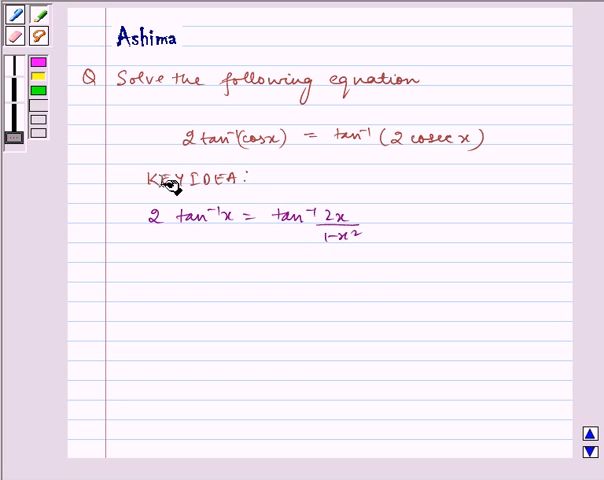 Ashima
Q Solve the following equation
2 tan⁻¹(cosx) = tan⁻¹ (2 cosec x)
KEY IDEA:
2 tan⁻¹x = tan⁻¹ 2x
1-x²